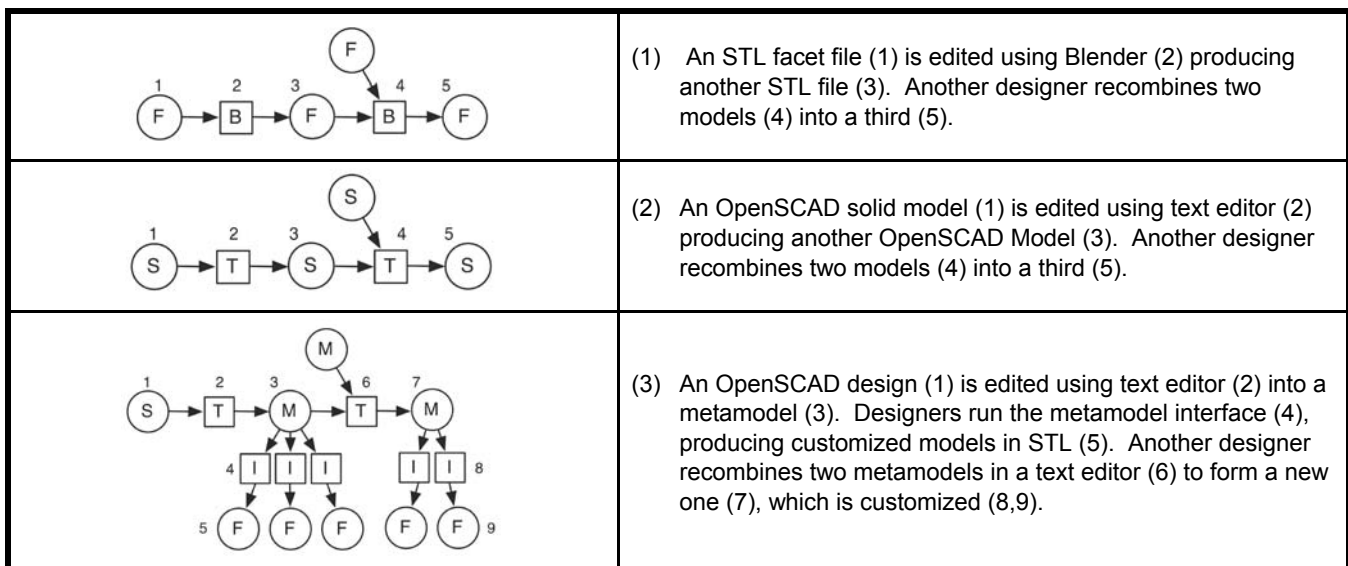 F
1 2 3 4 5
F B F B F
(1) An STL facet file (1) is edited using Blender (2) producing
another STL file (3). Another designer recombines two
models (4) into a third (5).
S
1 2 3 4 5
S T S T S
(2) An OpenSCAD solid model (1) is edited using text editor (2)
producing another OpenSCAD Model (3). Another designer
recombines two models (4) into a third (5).
M
1 2 3 6 7
S T M T M
4 I I I I I 8
5 F F F F F 9
(3) An OpenSCAD design (1) is edited using text editor (2) into a
metamodel (3). Designers run the metamodel interface (4),
producing customized models in STL (5). Another designer
recombines two metamodels in a text editor (6) to form a new
one (7), which is customized (8,9).